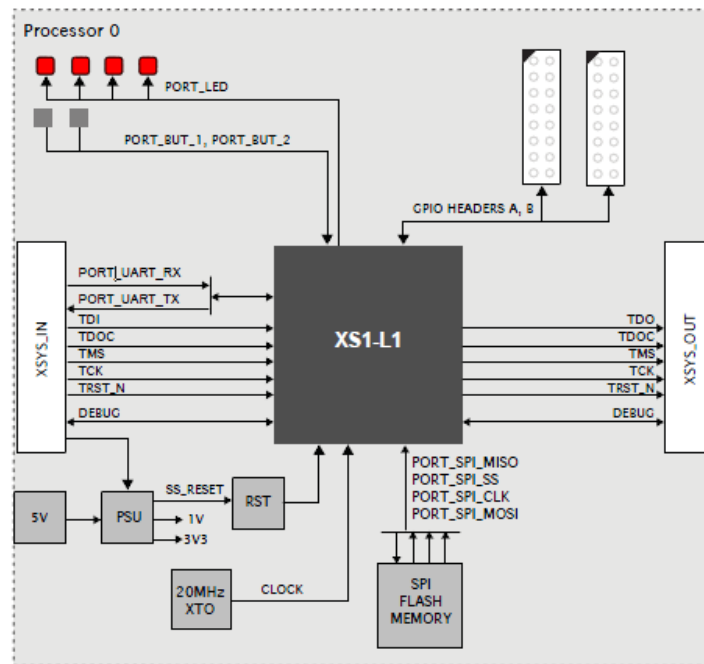 Processor 0
PORT_LED
PORT_BUT_1, PORT_BUT_2
GPIO HEADERS A, B
XSYS_IN
PORT_UART_RX
PORT_UART_TX
TDI
TDOC
TMS
TCK
TRST_N
DEBUG
XS1-L1
TDO
TDOC
TMS
TCK
TRST_N
DEBUG
XSYS_OUT
PORT_SPI_MISO
PORT_SPI_SS
PORT_SPI_CLK
PORT_SPI_MOSI
5V
PSU
SS_RESET
1V
3V3
RST
20MHz
XTO
CLOCK
SPI
FLASH
MEMORY